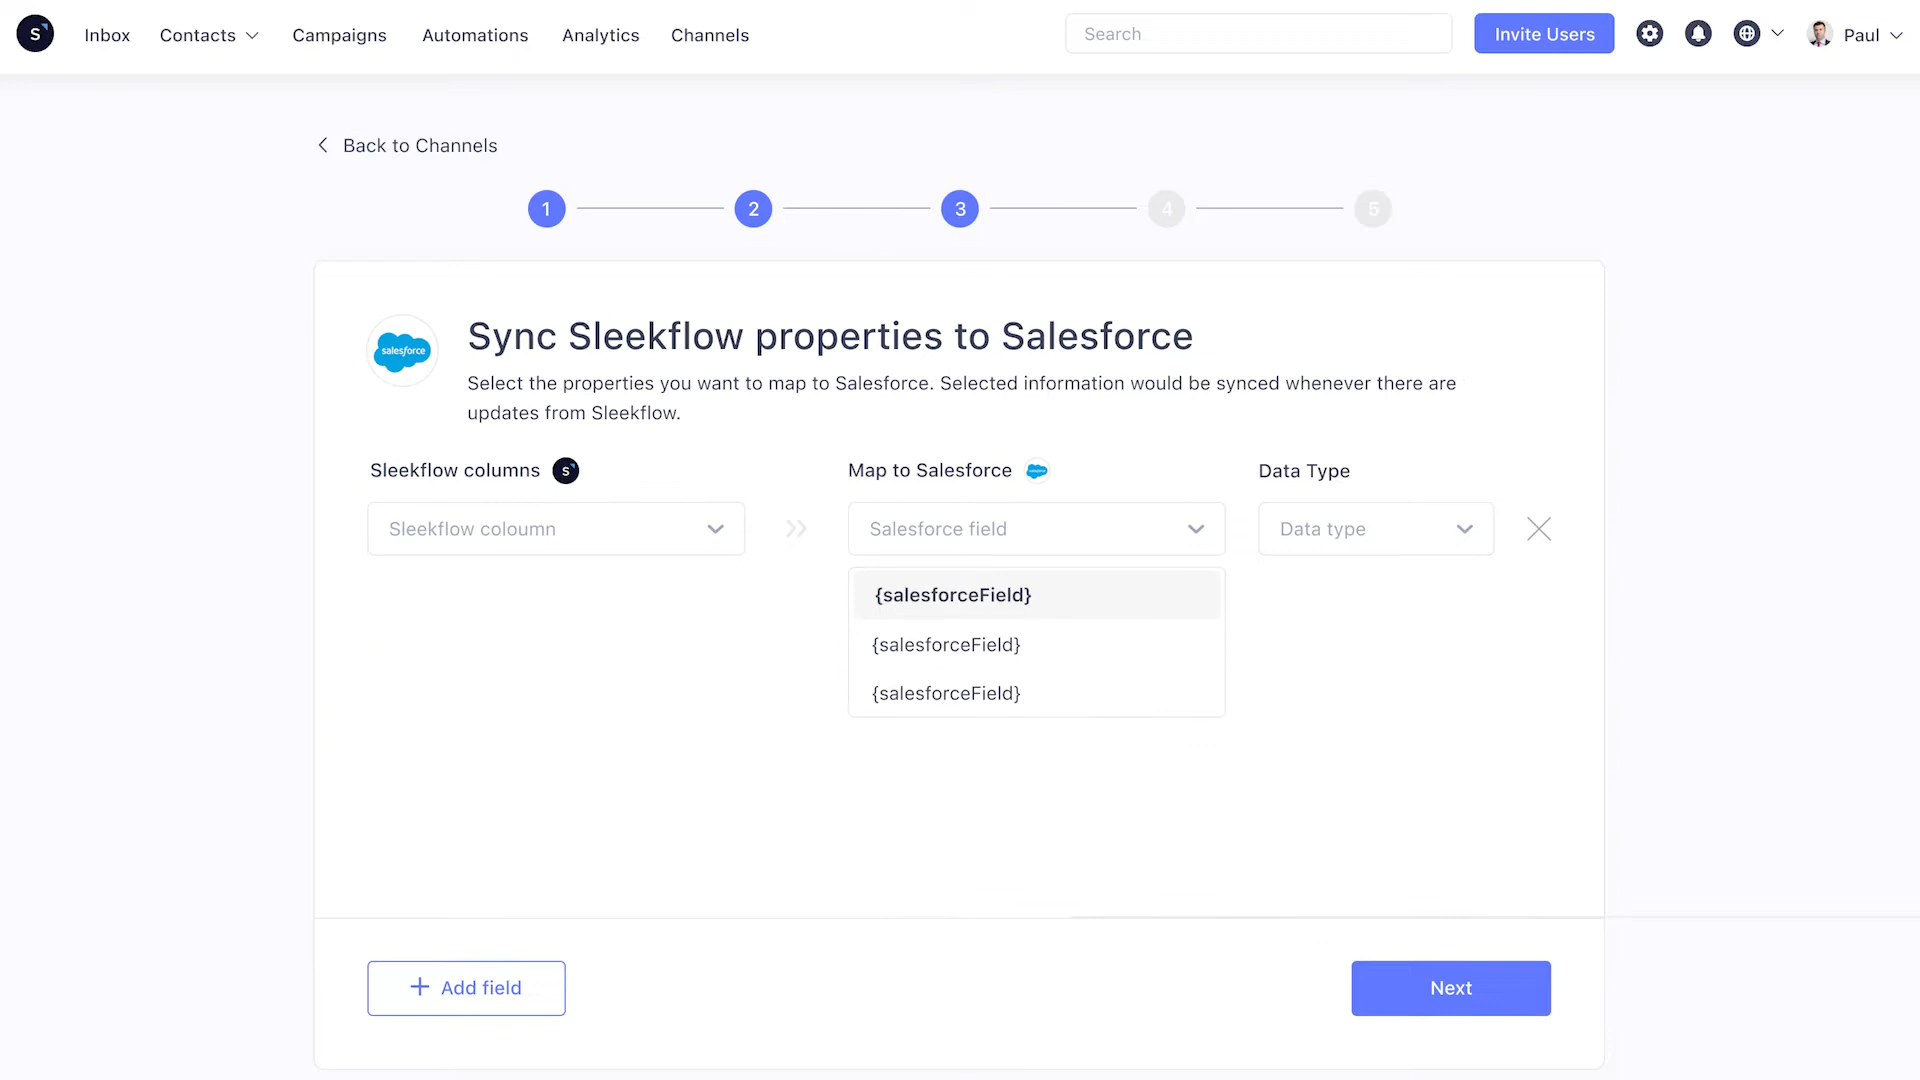 S
Inbox
Contacts
Campaigns
Automations
Analytics
Channels
Search
Invite Users
Paul
Back to Channels
1
2
3
4
5
salesforce
Sync Sleekflow properties to Salesforce
Select the properties you want to map to Salesforce. Selected information would be synced whenever there are
updates from Sleekflow.
Sleekflow columns
S
Map to Salesforce
Data Type
Sleekflow coloumn
Salesforce field
Data type
{salesforceField}
{salesforceField}
{salesforceField}
Add field
Next